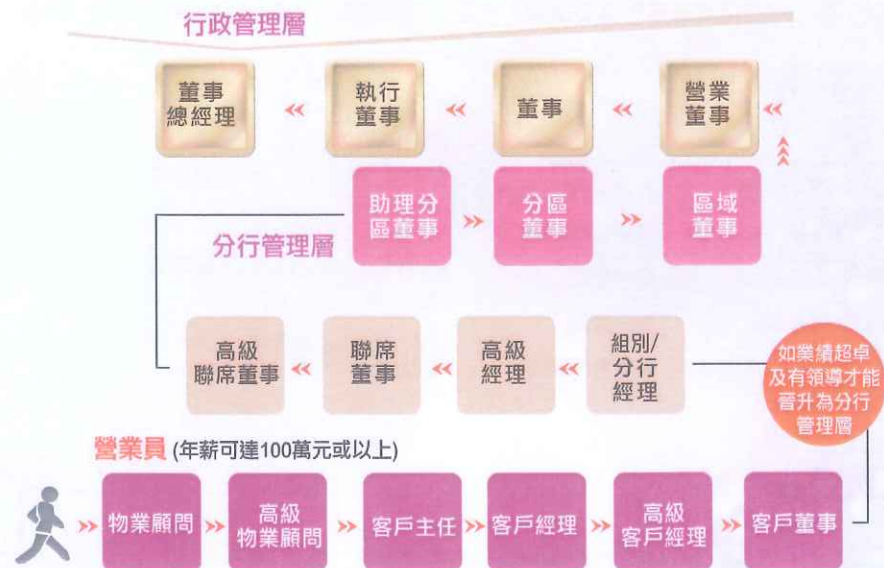 行政管理層
董事
總經理
執行
董事
董事
營業
董事
助理分
區董事
分區
董事
區域
董事
分行管理層
高級
聯席董事
聯席
董事
高級
經理
組別/
分行
經理
如業績超卓
及有領導才能
晉升為分行
管理層
營業員 (年薪可達100萬元或以上)
物業顧問
高級
物業顧問
客戶主任
客戶經理
高級
客戶經理
客戶董事